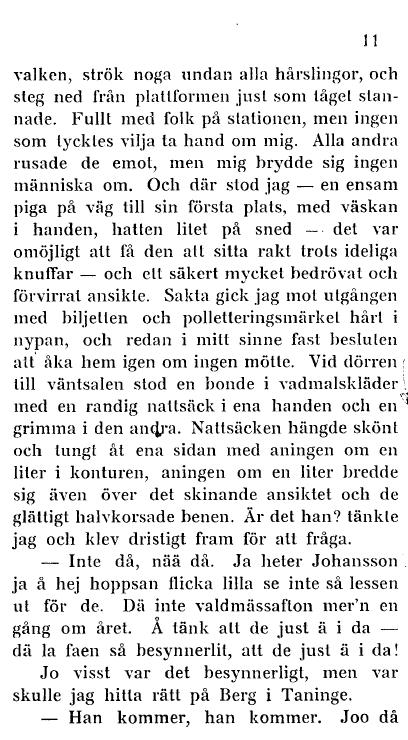 11
valken, strök noga undan alla hårslingor, och
steg ned från plattformen just som tåget stan-
nade. Fullt med folk på stationen, men ingen
som tycktes vilja ta hand om mig. Alla andra
rusade de emot, men mig brydde sig ingen
människa om. Och där stod jag — en ensam
piga på väg till sin första plats, med väskan
i handen, hatten litet på sned — det var
omöjligt att få den att sitta rakt trots ideliga
knuffar — och ett säkert mycket bedrövat och
förvirrat ansikte. Sakta gick jag mot utgången
med biljetten och polletteringsmärket hårt i
nypan, och redan i mitt sinne fast besluten
att åka hem igen om ingen mötte. Vid dörren
till väntsalen stod en bonde i vadmalskläder
med en randig nattsäck i ena handen och en
grimma i den andra. Nattsäcken hängde skönt
och tungt åt ena sidan med aningen om en
liter i konturen, aningen om en liter bredde
sig även över det skinande ansiktet och de
glättigt halvkorsade benen. Är det han? tänkte
jag och klev dristigt fram för att fråga.
— Inte då, nää då. Ja heter Johansson
ja å hej hoppsan flicka lilla se inte så lessen
ut för de. Dä inte valdmässafton mer'n en
gång om året. Å tänk att de just ä i da —
dä la faen så besynnerlit, att de just ä i da!
Jo visst var det besynnerligt, men var
skulle jag hitta rätt på Berg i Taninge.
— Han kommer, han kommer. Joo då